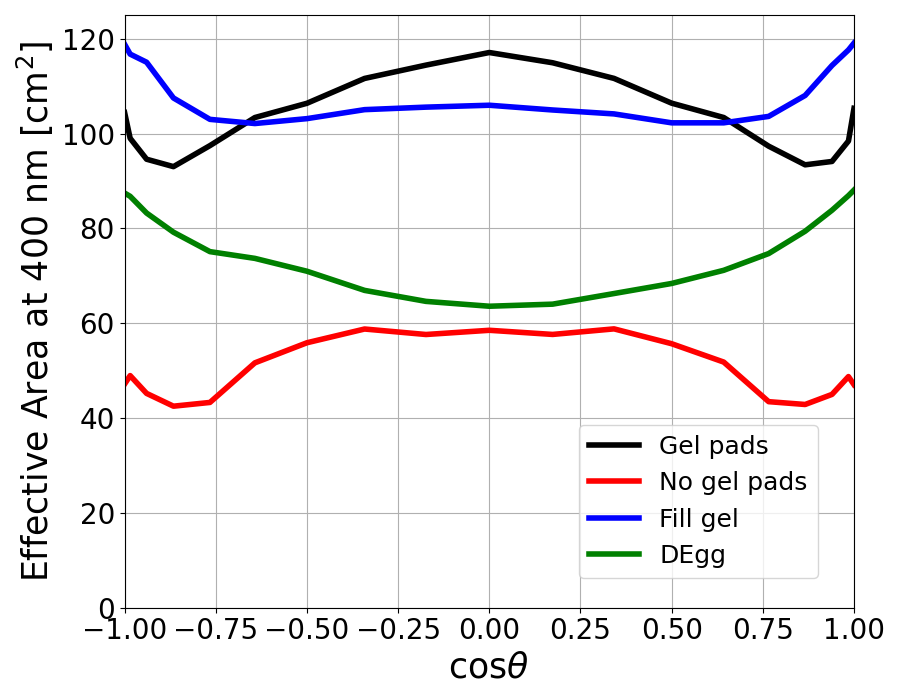 Effective Area at 400 nm [cm²]
120
100
80
60
40
20
0
−1.00 −0.75 −0.50 −0.25 0.00 0.25 0.50 0.75 1.00
cosθ
Gel pads
No gel pads
Fill gel
DEgg